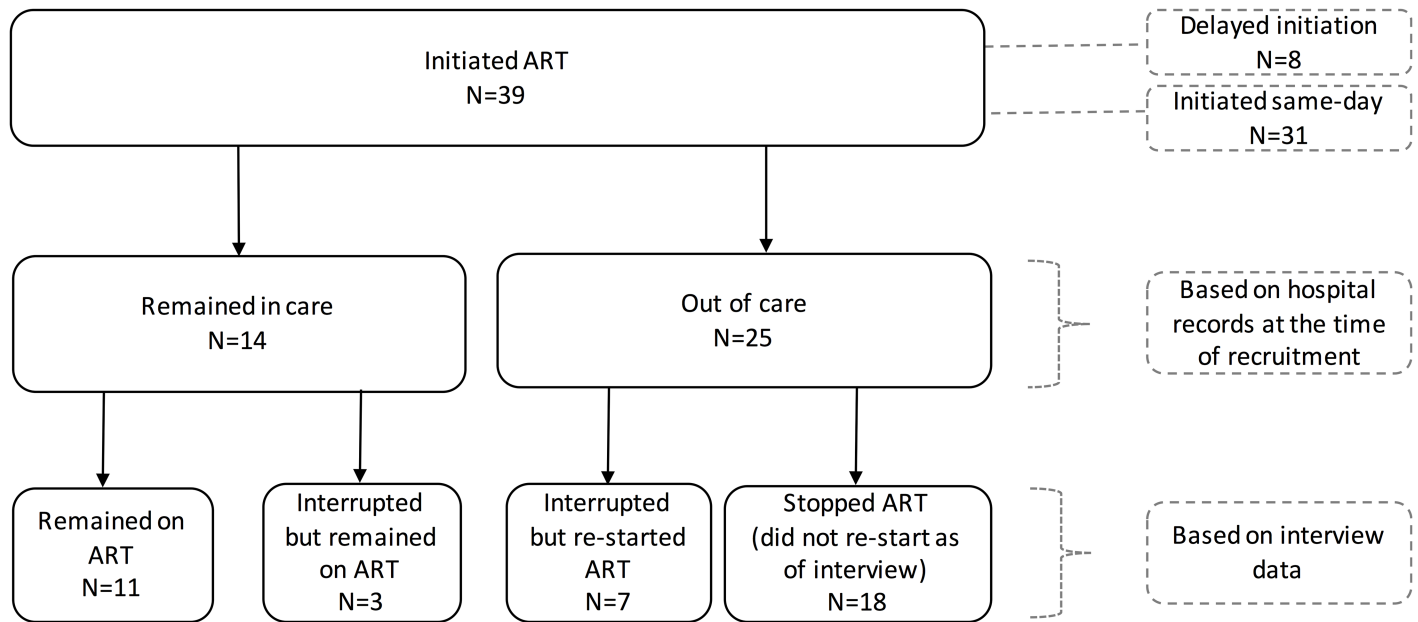 Initiated ART
N=39
Delayed initiation
N=8
Initiated same-day
N=31
Remained in care
N=14
Out of care
N=25
Based on hospital
records at the time
of recruitment
Remained on
ART
N=11
Interrupted
but remained
on ART
N=3
Interrupted
but re-started
ART
N=7
Stopped ART
(did not re-start as
of interview)
N=18
Based on interview
data